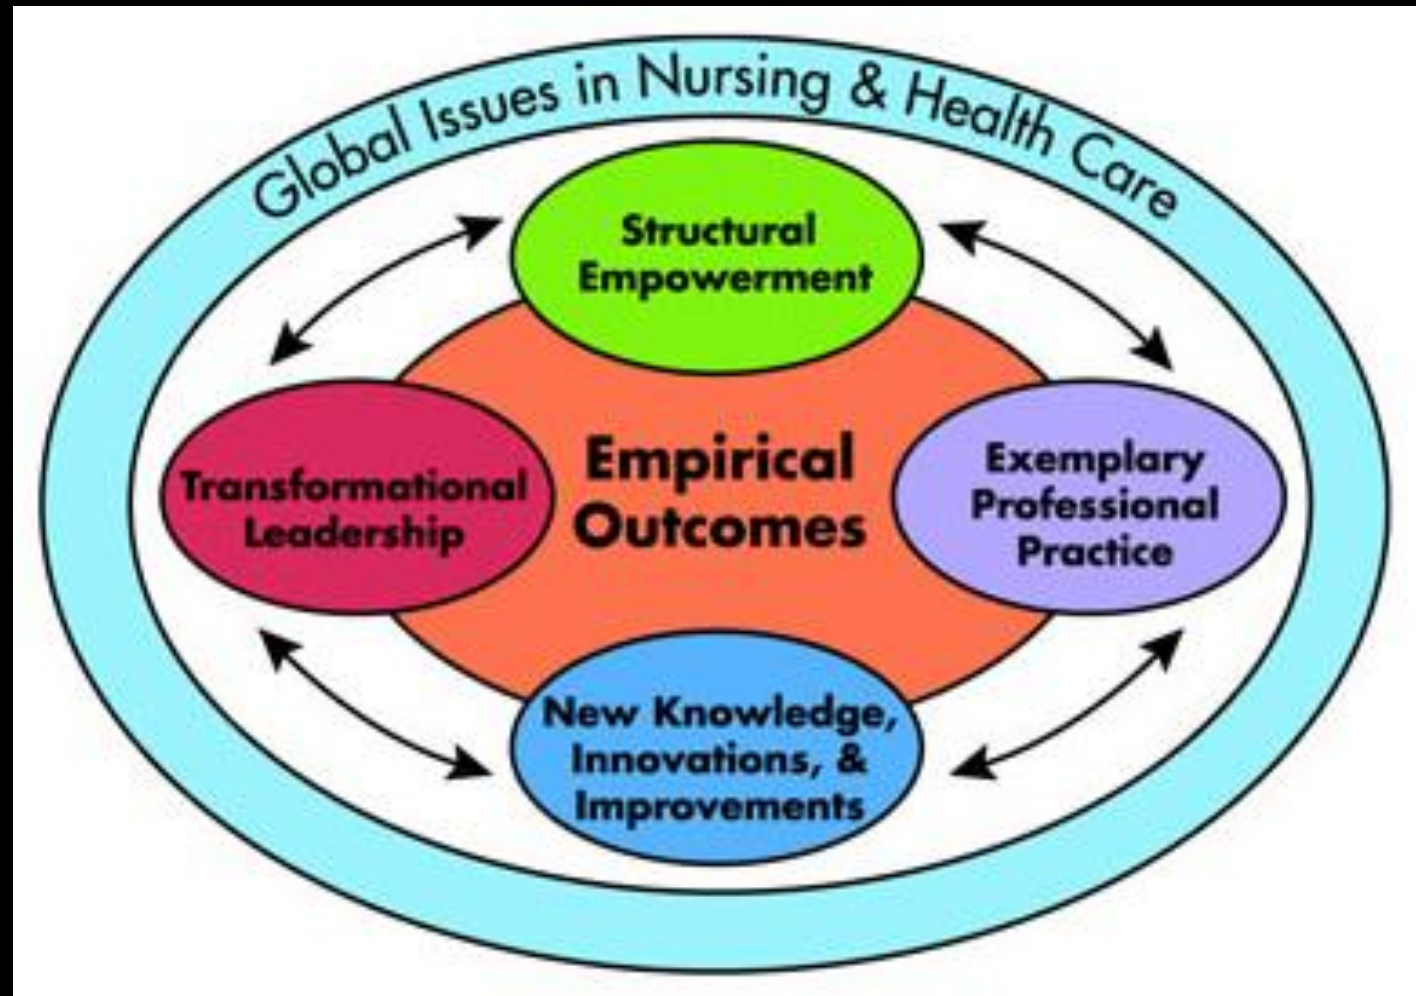 Global Issues in Nursing & Health Care
Structural
Empowerment
Transformational
Leadership
Empirical
Outcomes
Exemplary
Professional
Practice
New Knowledge,
Innovations, &
Improvements